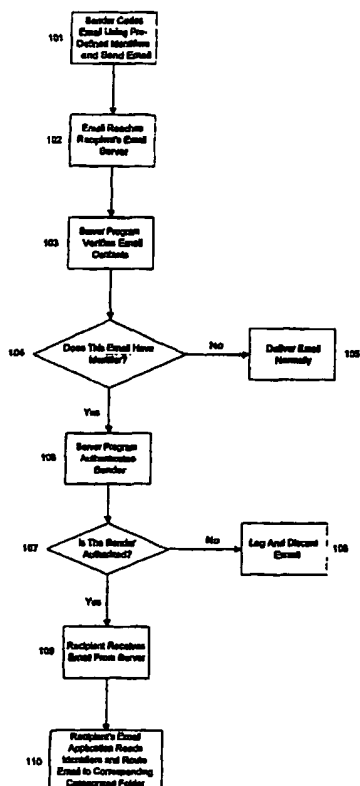 101
Sender Codes
Email Using Pre-
Defined Identifiers
and Send Email
102
Email Reaches
Recipient's Email
Server
103
Server Program
Verifies Email
Contents
104
Does This Email Have
Identifier?
No
Deliver Email
Normally
105
Yes
106
Server Program
Authenticates
Sender
107
Is The Sender
Authorized?
No
Log And Discard
Email
108
Yes
109
Recipient Receives
Email From Server
110
Recipient's Email
Application Reads
Identifiers and Route
Email to Corresponding
Categorized Folder